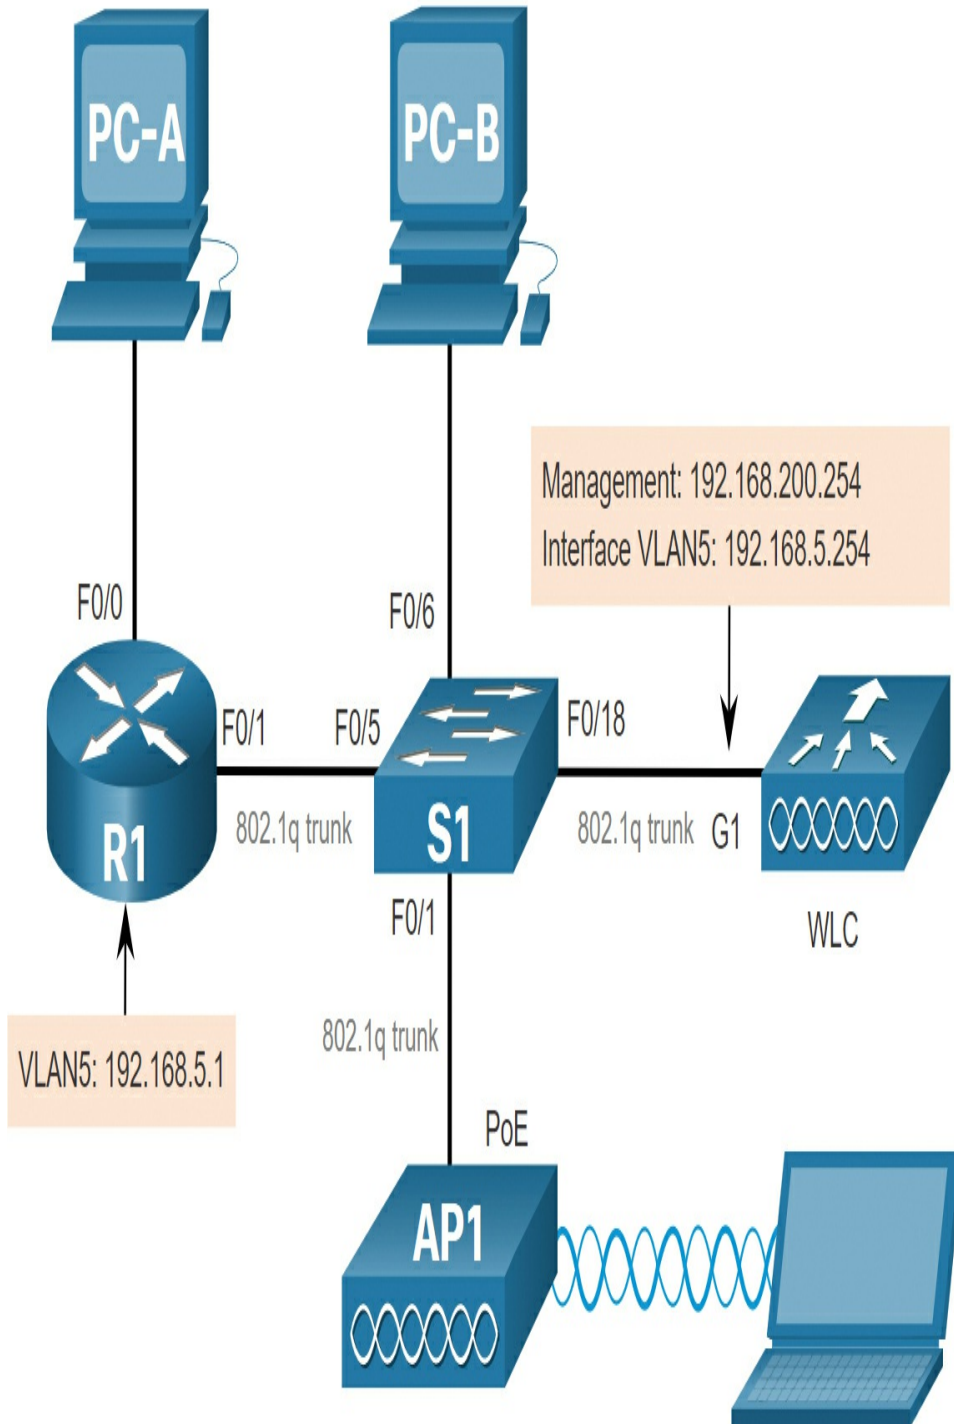 PC-A
PC-B
Management: 192.168.200.254
Interface VLAN5: 192.168.5.254
F0/0
F0/6
F0/1
F0/5
F0/18
R1
802.1q trunk
S1
802.1q trunk
G1
F0/1
WLC
802.1q trunk
VLAN5: 192.168.5.1
PoE
AP1